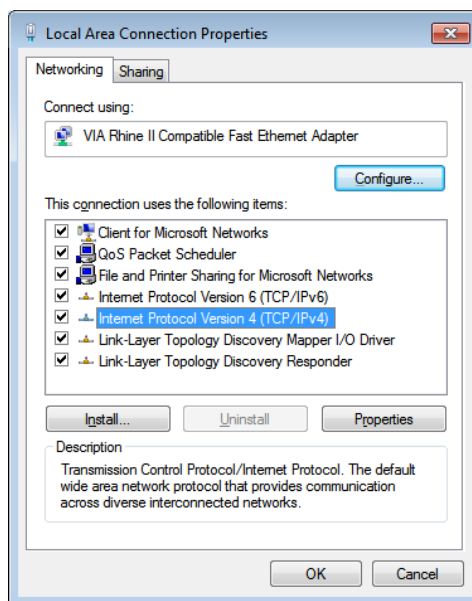 Local Area Connection Properties
Networking
Sharing
Connect using:
VIA Rhine II Compatible Fast Ethernet Adapter
Configure...
This connection uses the following items:
Client for Microsoft Networks
QoS Packet Scheduler
File and Printer Sharing for Microsoft Networks
Internet Protocol Version 6 (TCP/IPv6)
Internet Protocol Version 4 (TCP/IPv4)
Link-Layer Topology Discovery Mapper I/O Driver
Link-Layer Topology Discovery Responder
Install...
Uninstall
Properties
Description
Transmission Control Protocol/Internet Protocol. The default
wide area network protocol that provides communication
across diverse interconnected networks.
OK
Cancel